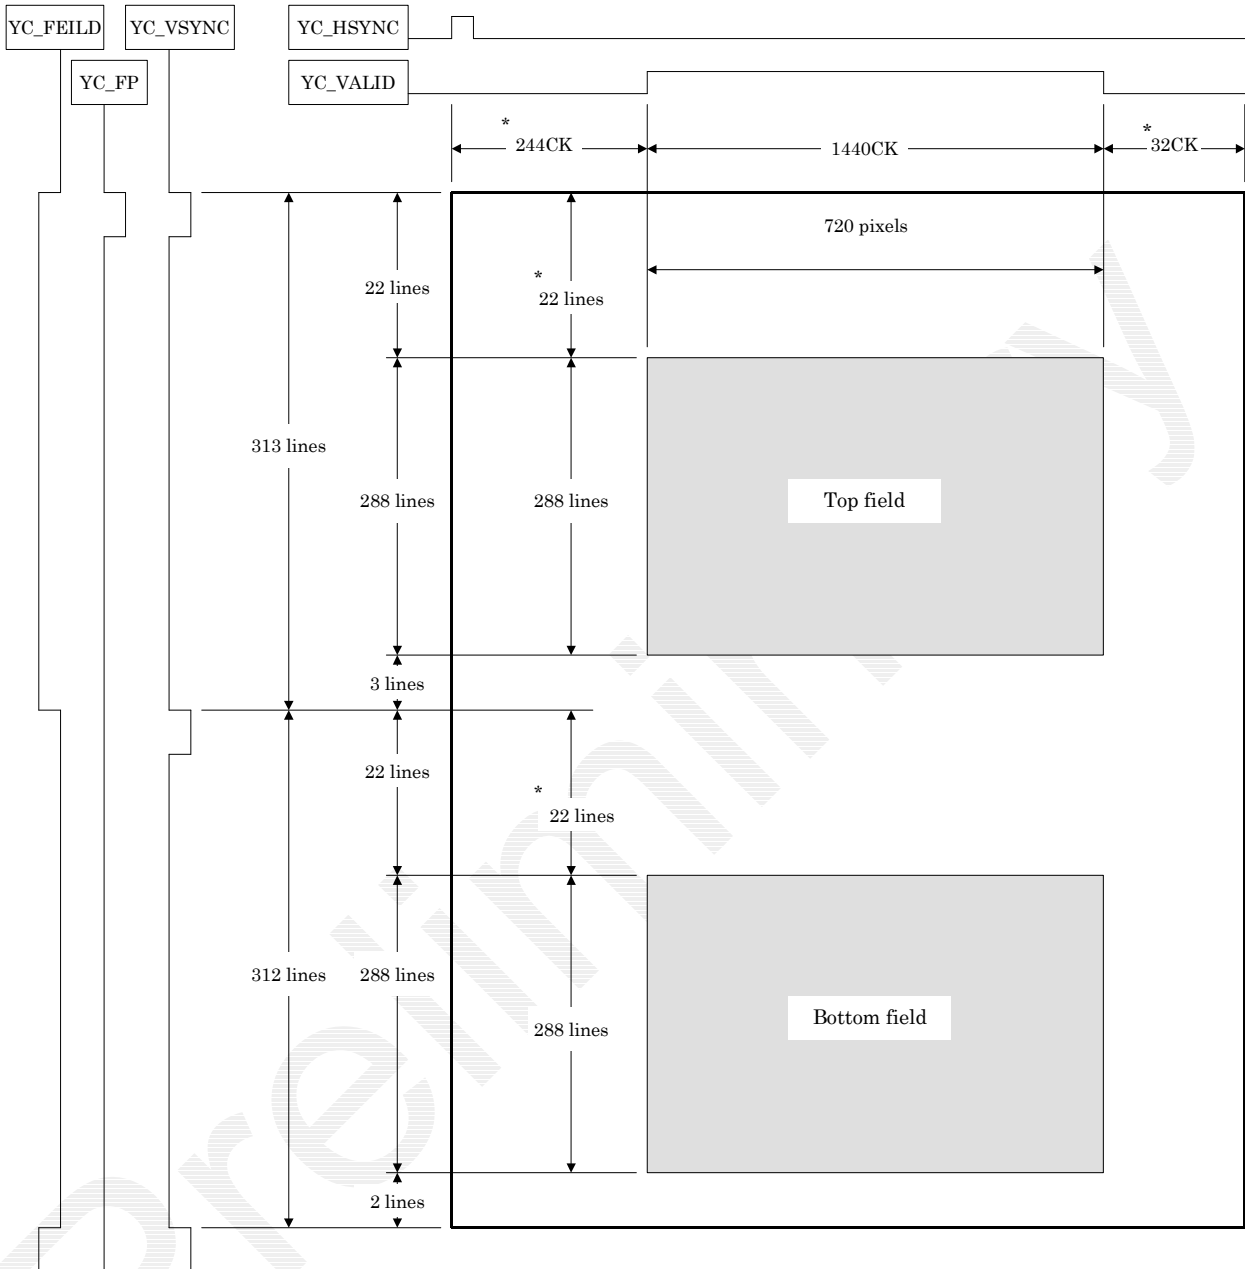 YC_FEILD
YC_VSYNC
YC_HSYNC
YC_FP
YC_VALID
*
244CK
1440CK
*
32CK
720 pixels
22 lines
*
22 lines
313 lines
288 lines
288 lines
Top field
3 lines
22 lines
*
22 lines
312 lines
288 lines
288 lines
Bottom field
2 lines
Preliminary